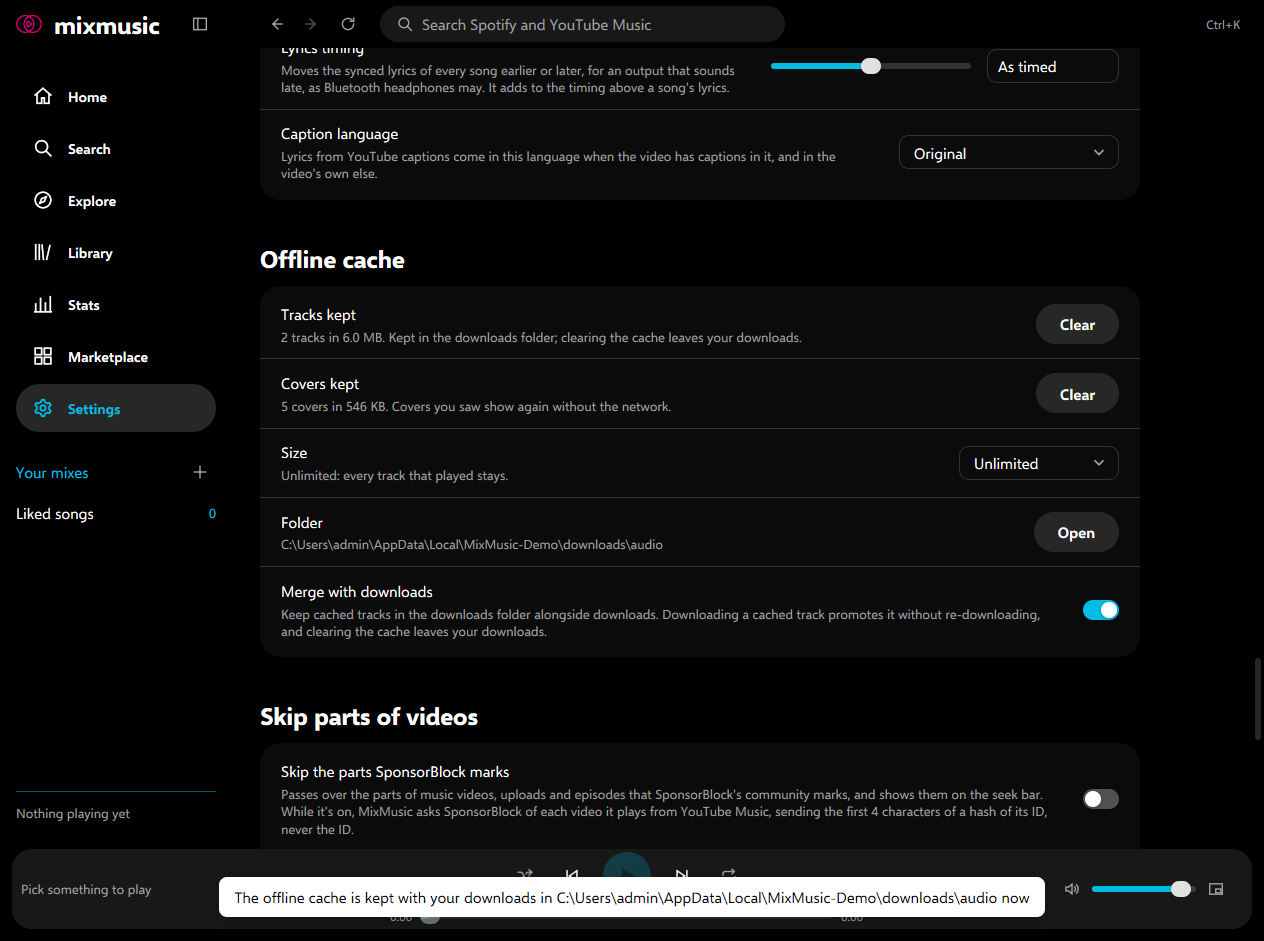 mixmusic
Search Spotify and YouTube Music
Ctrl+K
Home
Search
Explore
Library
Stats
Marketplace
Settings
Your mixes
Liked songs
0
Nothing playing yet
Lyrics timing
Moves the synced lyrics of every song earlier or later, for an output that sounds
late, as Bluetooth headphones may. It adds to the timing above a song's lyrics.
As timed
Caption language
Lyrics from YouTube captions come in this language when the video has captions in it, and in the
video's own else.
Original
Offline cache
Tracks kept
2 tracks in 6.0 MB. Kept in the downloads folder; clearing the cache leaves your downloads.
Clear
Covers kept
5 covers in 546 KB. Covers you saw show again without the network.
Clear
Size
Unlimited: every track that played stays.
Unlimited
Folder
C:\Users\admin\AppData\Local\MixMusic-Demo\downloads\audio
Open
Merge with downloads
Keep cached tracks in the downloads folder alongside downloads. Downloading a cached track promotes it without re-downloading,
and clearing the cache leaves your downloads.
Skip parts of videos
Skip the parts SponsorBlock marks
Passes over the parts of music videos, uploads and episodes that SponsorBlock's community marks, and shows them on the seek bar.
While it's on, MixMusic asks SponsorBlock of each video it plays from YouTube Music, sending the first 4 characters of a hash of its ID,
never the ID.
Pick something to play
The offline cache is kept with your downloads in C:\Users\admin\AppData\Local\MixMusic-Demo\downloads\audio now
0:00
0:00